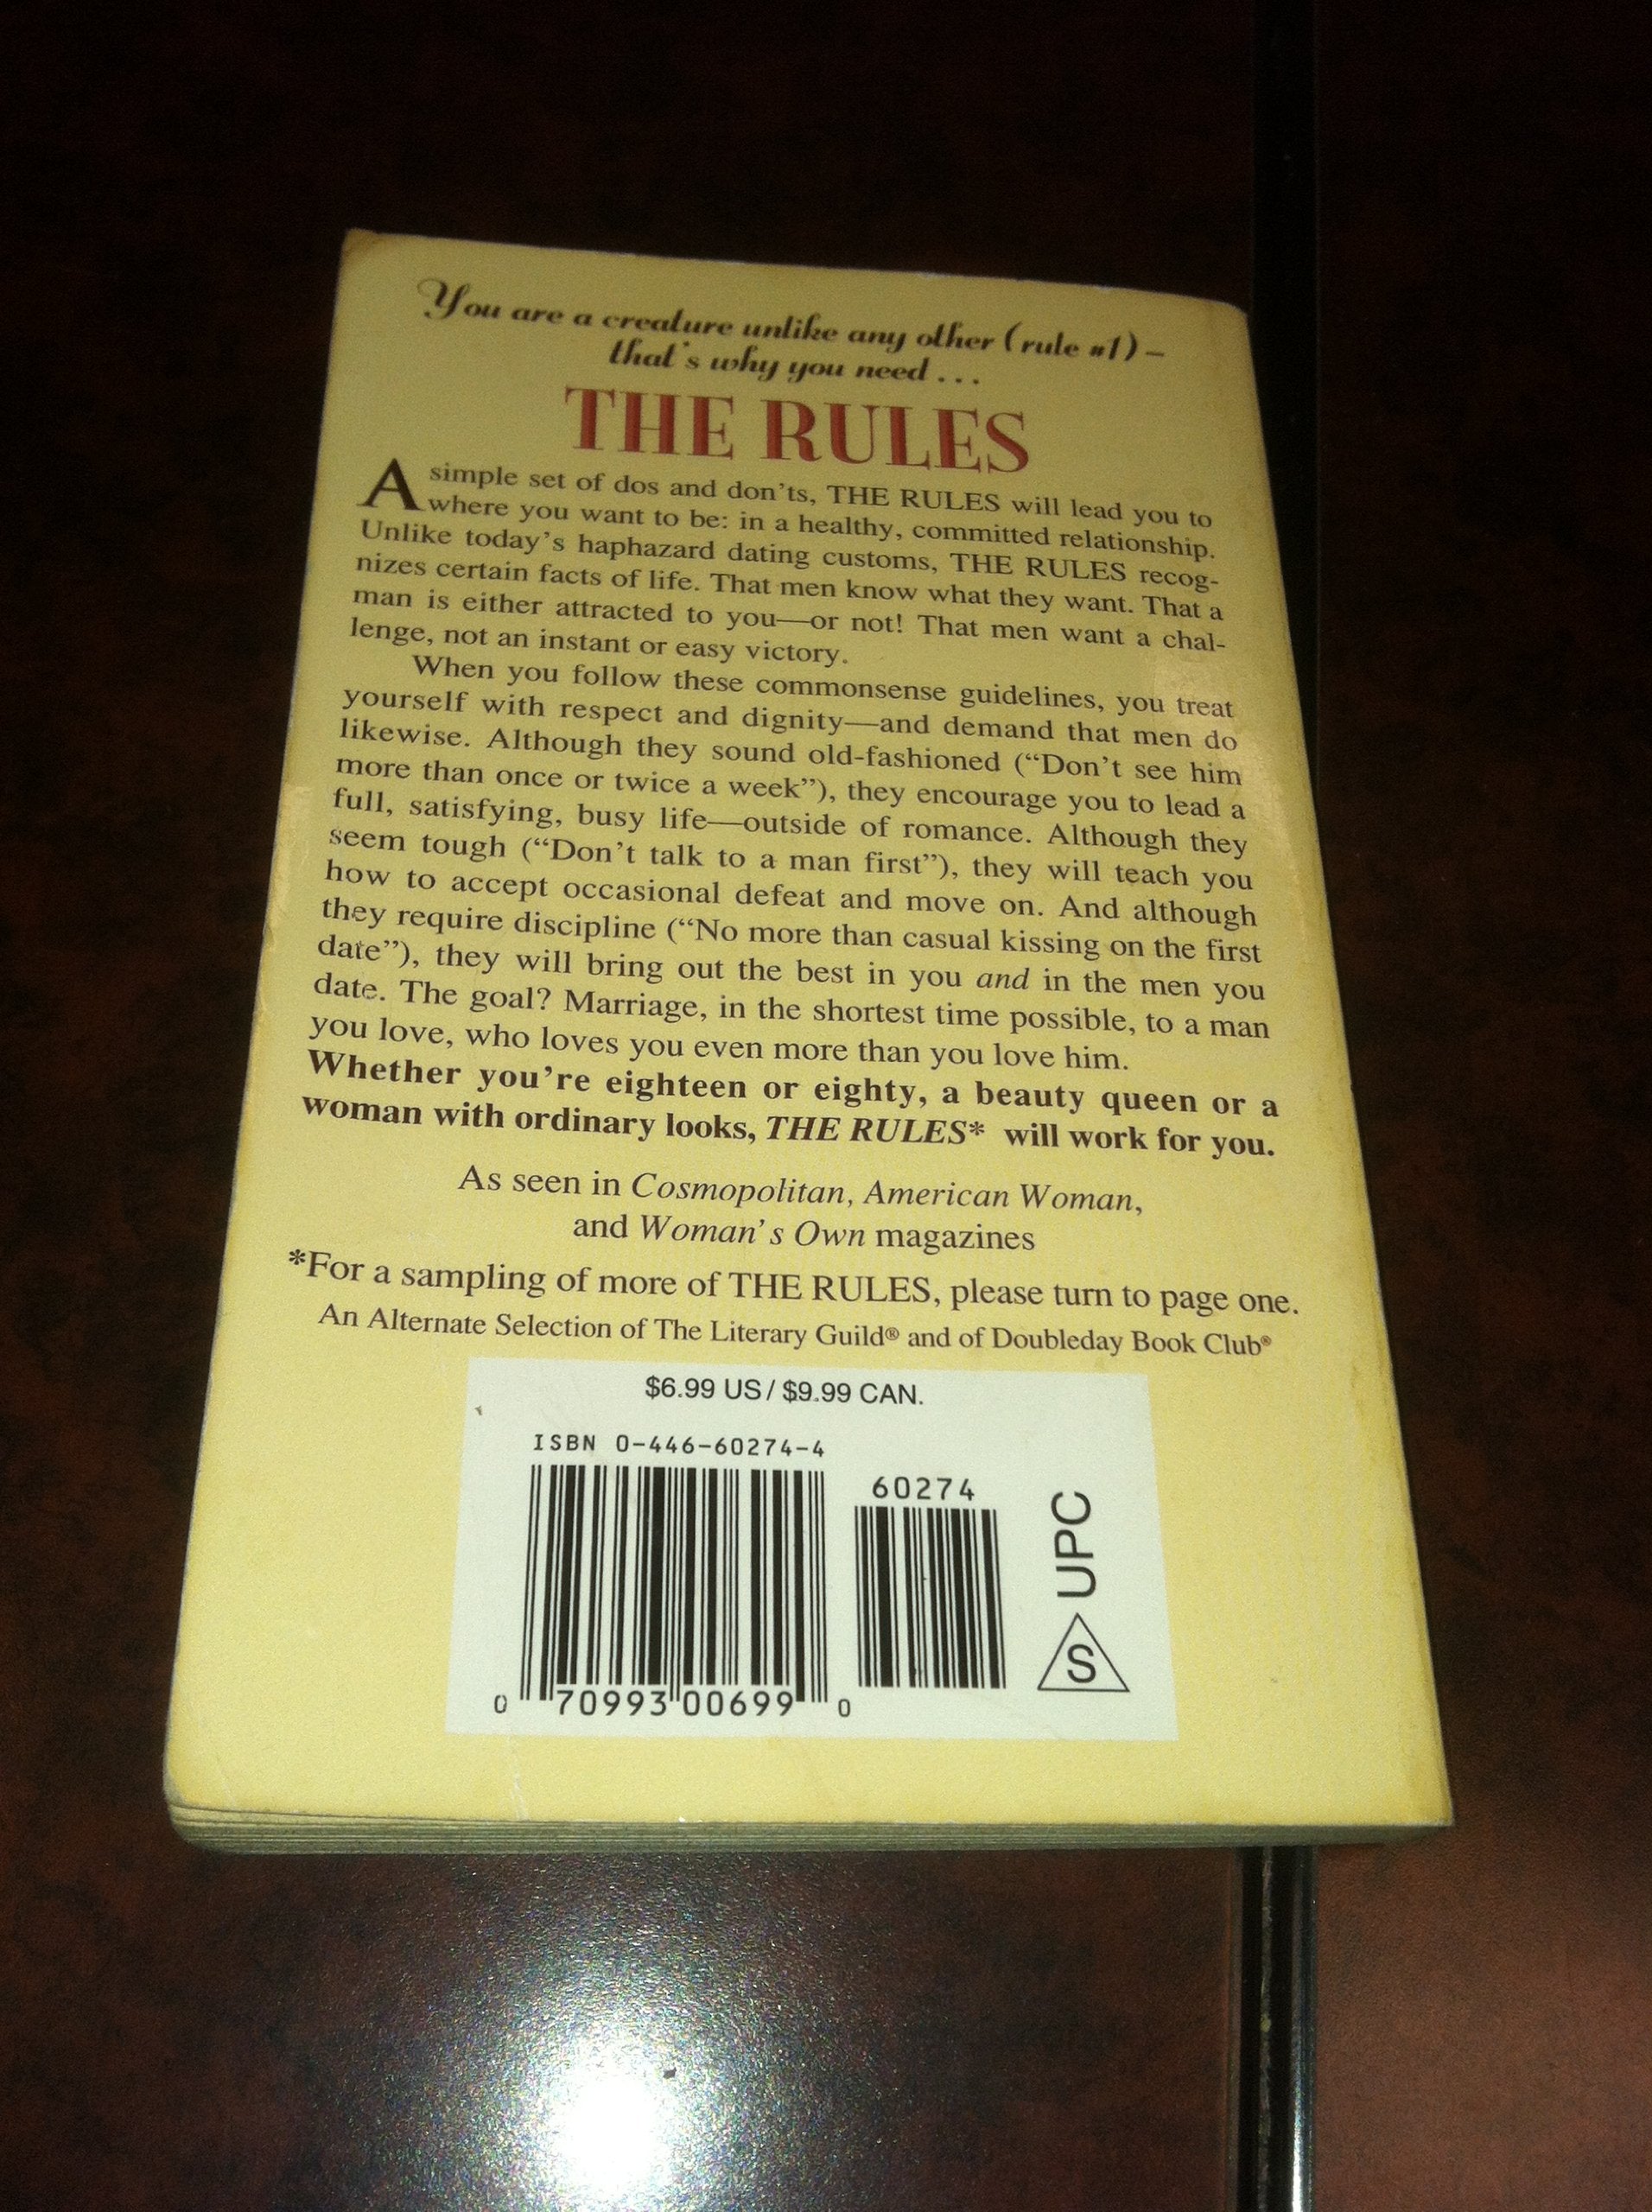 You are a creature unlike any other (rule #1) –
that's why you need . . .
THE RULES
A simple set of dos and don'ts, THE RULES will lead you to
where you want to be: in a healthy, committed relationship.
Unlike today's haphazard dating customs, THE RULES recog-
nizes certain facts of life. That men know what they want. That a
man is either attracted to you—or not! That men want a chal-
lenge, not an instant or easy victory.
When you follow these commonsense guidelines, you treat
yourself with respect and dignity—and demand that men do
likewise. Although they sound old-fashioned (“Don't see him
more than once or twice a week”), they encourage you to lead a
full, satisfying, busy life—outside of romance. Although they
seem tough (“Don't talk to a man first”), they will teach you
how to accept occasional defeat and move on. And although
they require discipline (“No more than casual kissing on the first
date”), they will bring out the best in you and in the men you
date. The goal? Marriage, in the shortest time possible, to a man
you love, who loves you even more than you love him.
Whether you're eighteen or eighty, a beauty queen or a
woman with ordinary looks, THE RULES* will work for you.
As seen in Cosmopolitan, American Woman,
and Woman's Own magazines
*For a sampling of more of THE RULES, please turn to page one.
An Alternate Selection of The Literary Guild® and of Doubleday Book Club®
$6.99 US / $9.99 CAN.
ISBN 0-446-60274-4
60274
0 70993 00699 0
S UPC